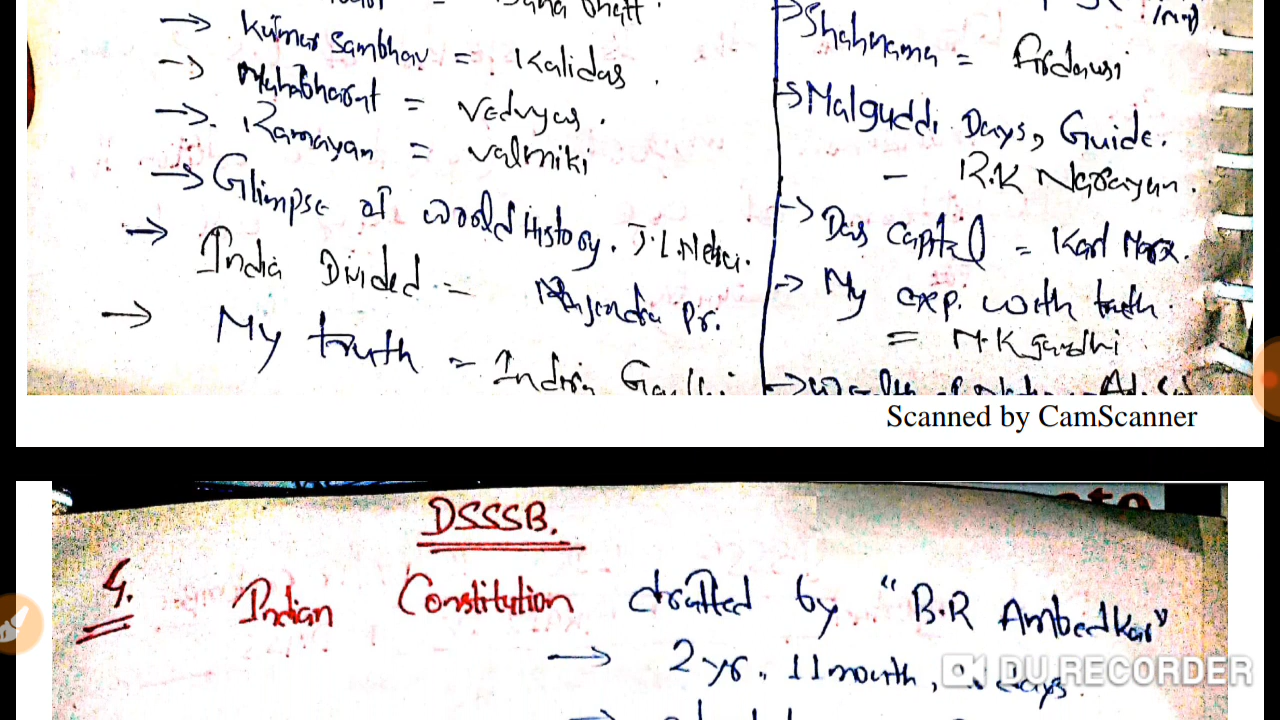 → Kumar Sambhav = Kalidas.
→ Mahabharat = Vedvyas.
→ Ramayan = Valmiki
→ Glimpse of World History. J.L.Nehru.
→ India Divided = Rajendra Pr.
→ My truth = Indira Gandhi
→ Shahnama = Firdausi
→ Malguddi Days, Guide.
– R.K Narayan.
→ Das Capital = Karl Marx.
→ My exp. with truth.
= M.K gandhi
Scanned by CamScanner
DSSSB.
4. Indian Constitution drafted by "B.R Ambedkar"
→ 2 yr. 11 month, days.
DU RECORDER